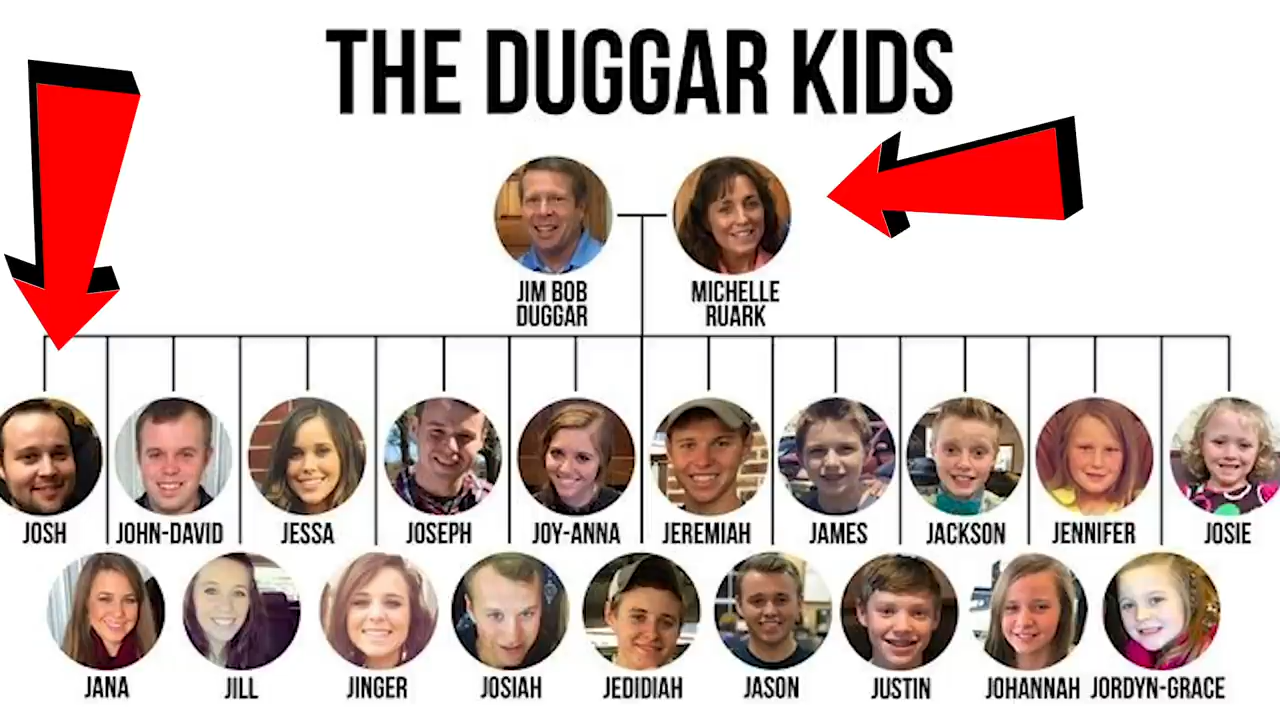 THE DUGGAR KIDS
JIM BOB
DUGGAR
MICHELLE
RUARK
JOSH
JOHN-DAVID
JESSA
JOSEPH
JOY-ANNA
JEREMIAH
JAMES
JACKSON
JENNIFER
JOSIE
JANA
JILL
JINGER
JOSIAH
JEDIDIAH
JASON
JUSTIN
JOHANNAH
JORDYN-GRACE